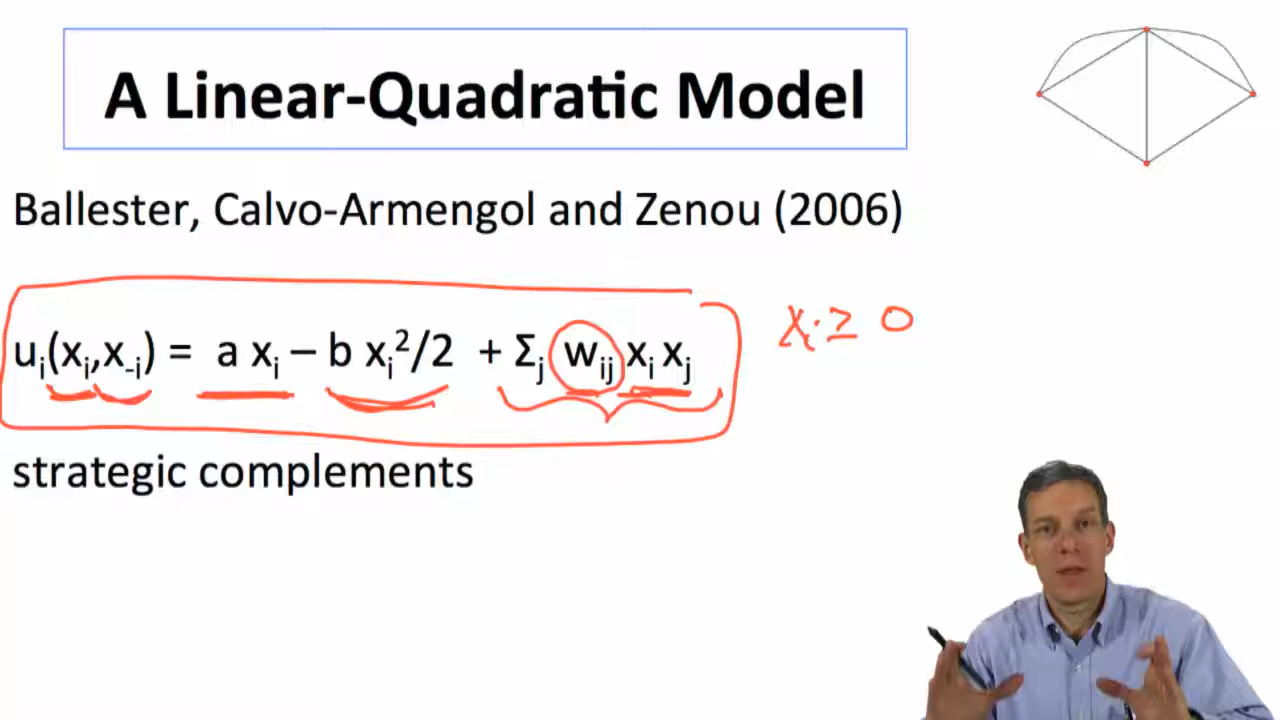 A Linear-Quadratic Model
Ballester, Calvo-Armengol and Zenou (2006)
uᵢ(xᵢ,x₋ᵢ) = a xᵢ – b xᵢ²/2 + Σⱼ wᵢⱼ xᵢ xⱼ
xᵢ ≥ 0
strategic complements